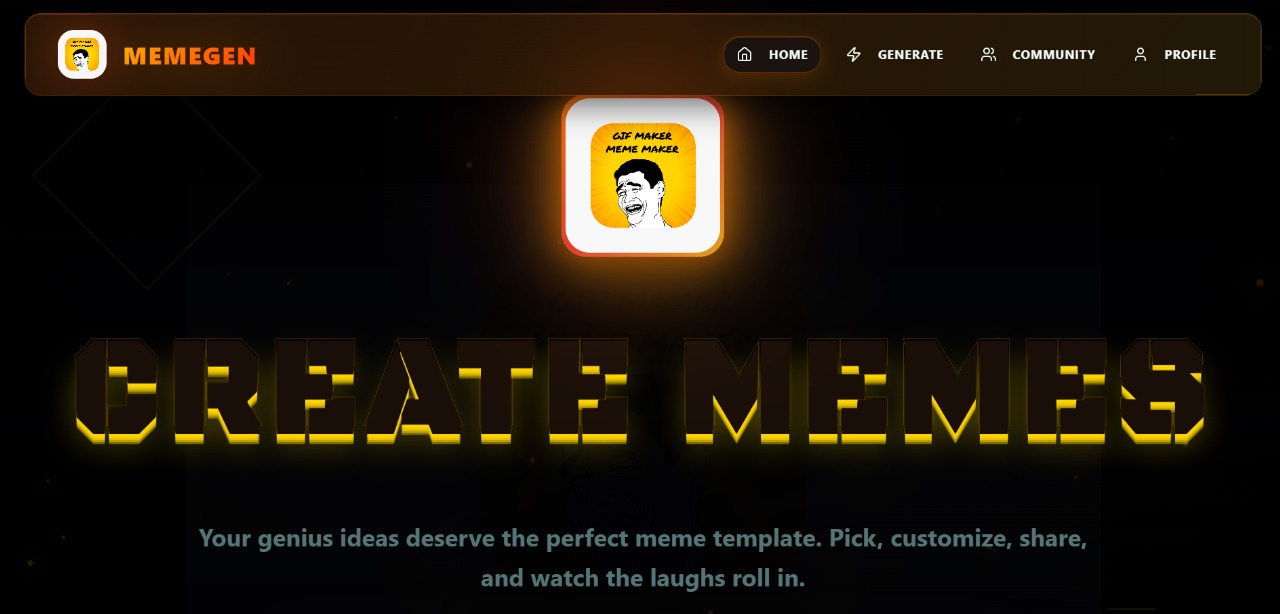 MEMEGEN
HOME
GENERATE
COMMUNITY
PROFILE
GIF MAKER
MEME MAKER
CREATE MEMES
Your genius ideas deserve the perfect meme template. Pick, customize, share,
and watch the laughs roll in.